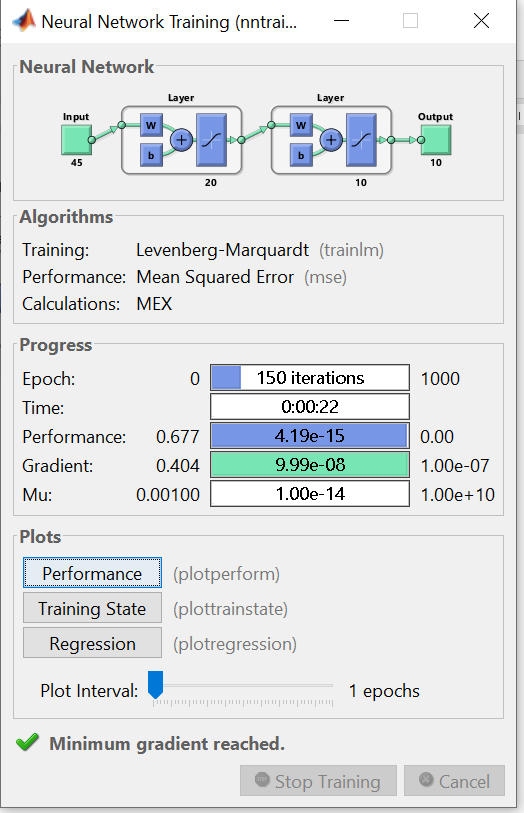 Neural Network Training (nntrai...
Neural Network
Layer Layer
Input W W Output
b b
45 20 10 10
Algorithms
Training: Levenberg-Marquardt (trainlm)
Performance: Mean Squared Error (mse)
Calculations: MEX
Progress
Epoch: 0 150 iterations 1000
Time: 0:00:22
Performance: 0.677 4.19e-15 0.00
Gradient: 0.404 9.99e-08 1.00e-07
Mu: 0.00100 1.00e-14 1.00e+10
Plots
Performance (plotperform)
Training State (plottrainstate)
Regression (plotregression)
Plot Interval: 1 epochs
Minimum gradient reached.
Stop Training Cancel